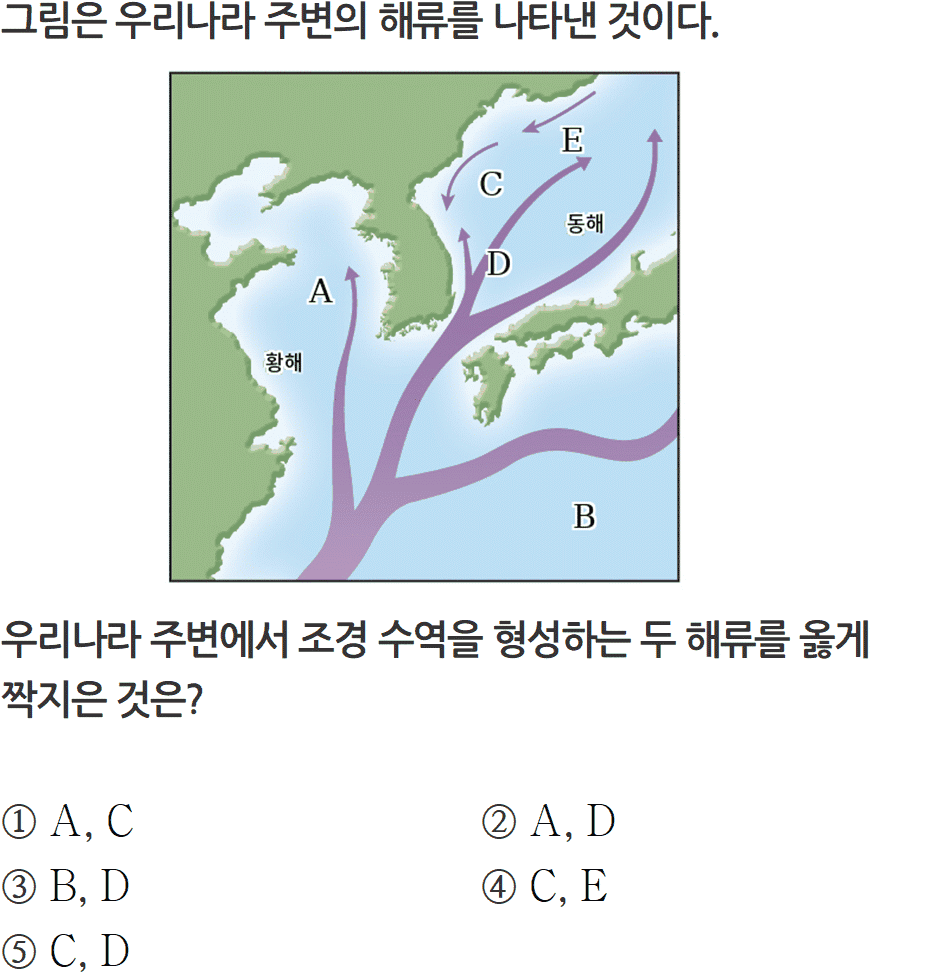 그림은 우리나라 주변의 해류를 나타낸 것이다.
E
C
동해
D
A
황해
B
우리나라 주변에서 조경 수역을 형성하는 두 해류를 옳게
짝지은 것은?
① A, C ② A, D
③ B, D ④ C, E
⑤ C, D